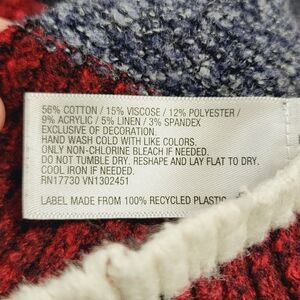 56% COTTON / 15% VISCOSE / 12% POLYESTER /
9% ACRYLIC / 5% LINEN / 3% SPANDEX
EXCLUSIVE OF DECORATION.
HAND WASH COLD WITH LIKE COLORS.
ONLY NON-CHLORINE BLEACH IF NEEDED.
DO NOT TUMBLE DRY. RESHAPE AND LAY FLAT TO DRY.
COOL IRON IF NEEDED.
RN17730 VN1302451
LABEL MADE FROM 100% RECYCLED PLASTIC